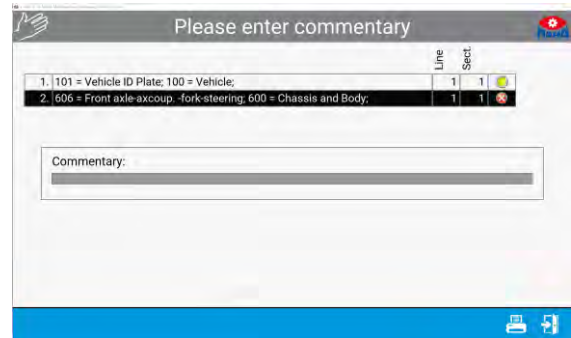 Please enter commentary
Line
Sect.
1. 101 = Vehicle ID Plate; 100 = Vehicle; 1 1
2. 606 = Front axle-axcoup. -fork-steering; 600 = Chassis and Body; 1 1
Commentary: